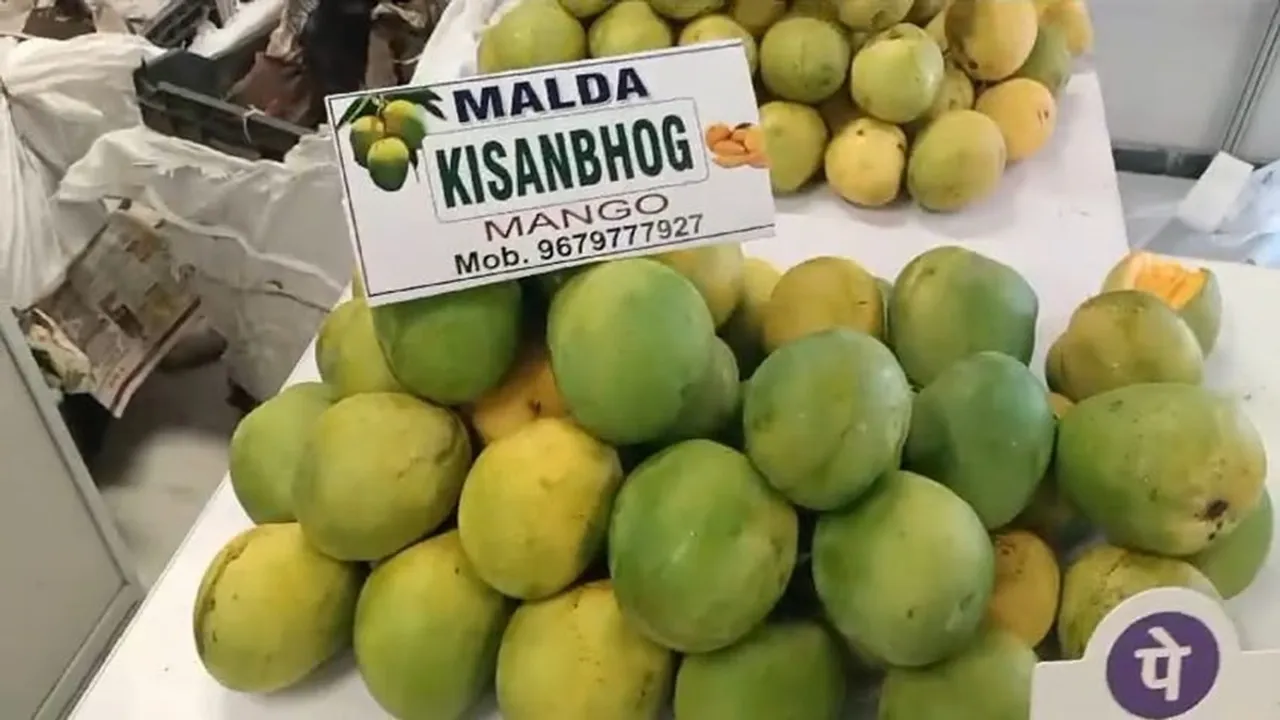 MALDA
KISANBHOG
MANGO
Mob. 9679777927
पे